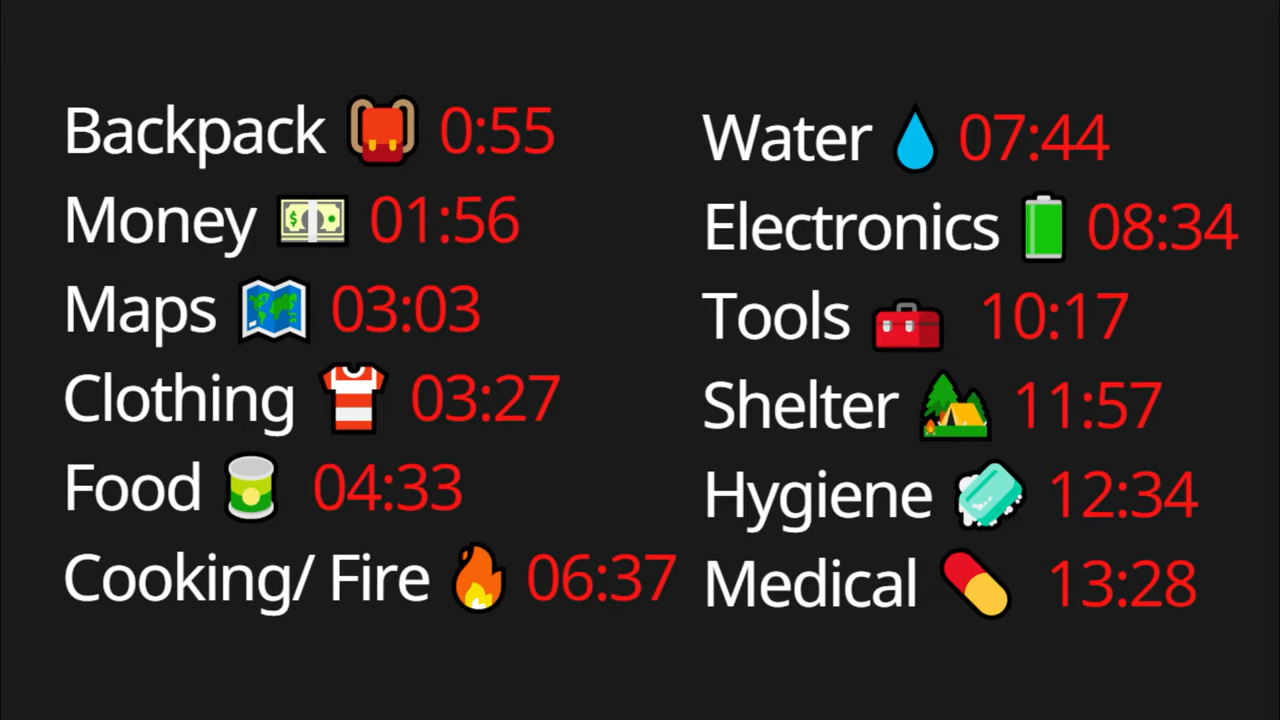 Backpack 0:55
Money 01:56
Maps 03:03
Clothing 03:27
Food 04:33
Cooking/ Fire 06:37
Water 07:44
Electronics 08:34
Tools 10:17
Shelter 11:57
Hygiene 12:34
Medical 13:28